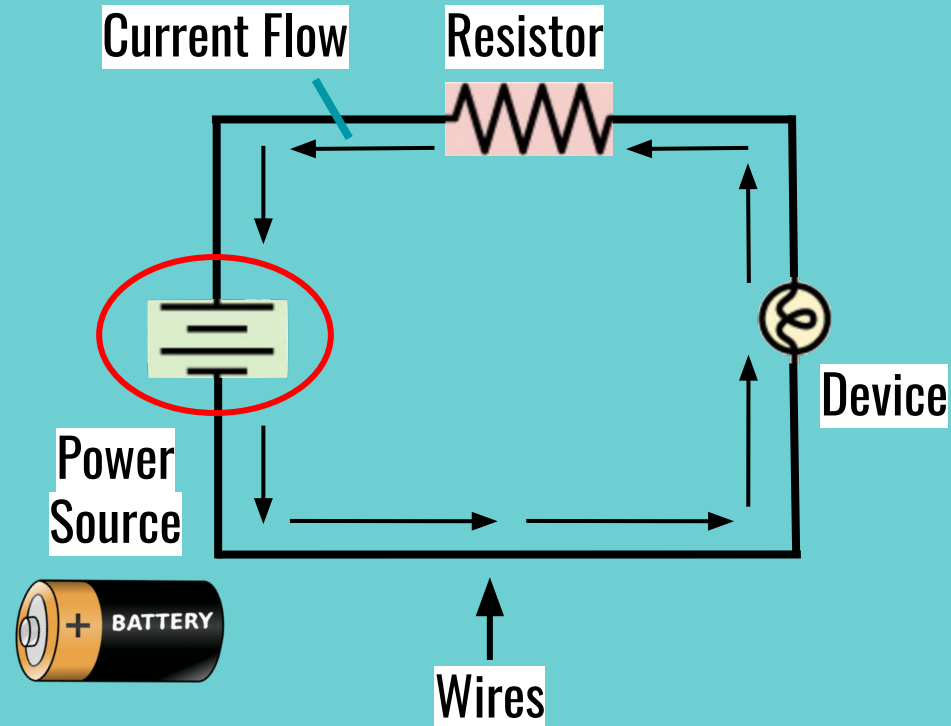 Current Flow
Resistor
Device
Power
Source
+ BATTERY
Wires